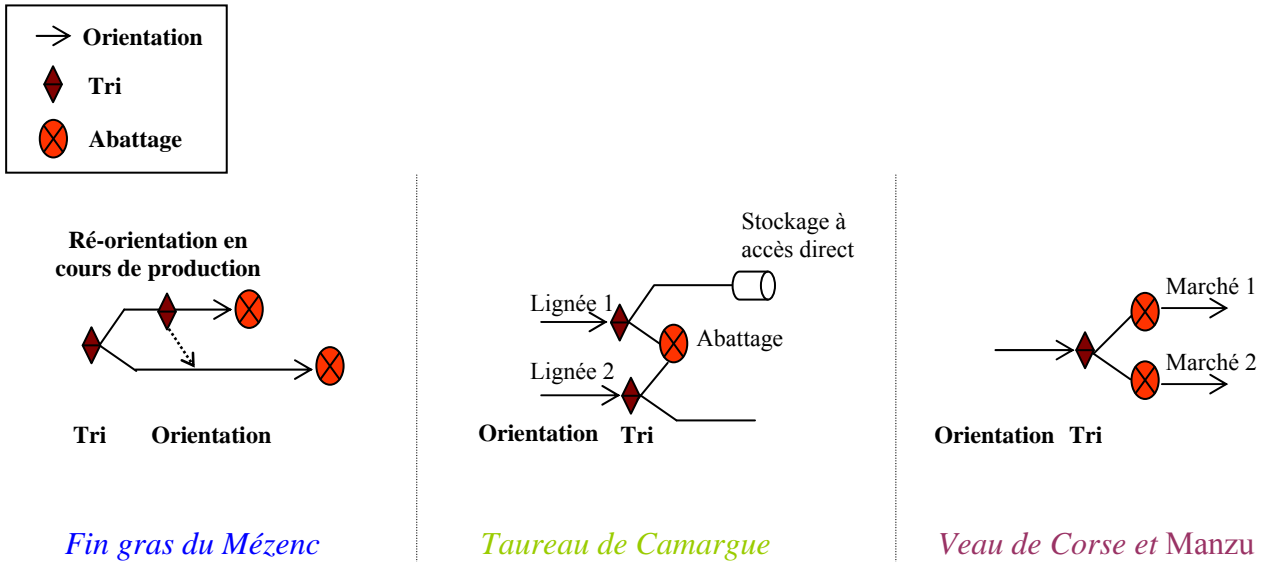 Orientation
Tri
Abattage
Ré-orientation en
cours de production
Tri Orientation
Fin gras du Mézenc
Stockage à
accès direct
Lignée 1
Abattage
Lignée 2
Orientation Tri
Taureau de Camargue
Marché 1
Marché 2
Orientation Tri
Veau de Corse et Manzu